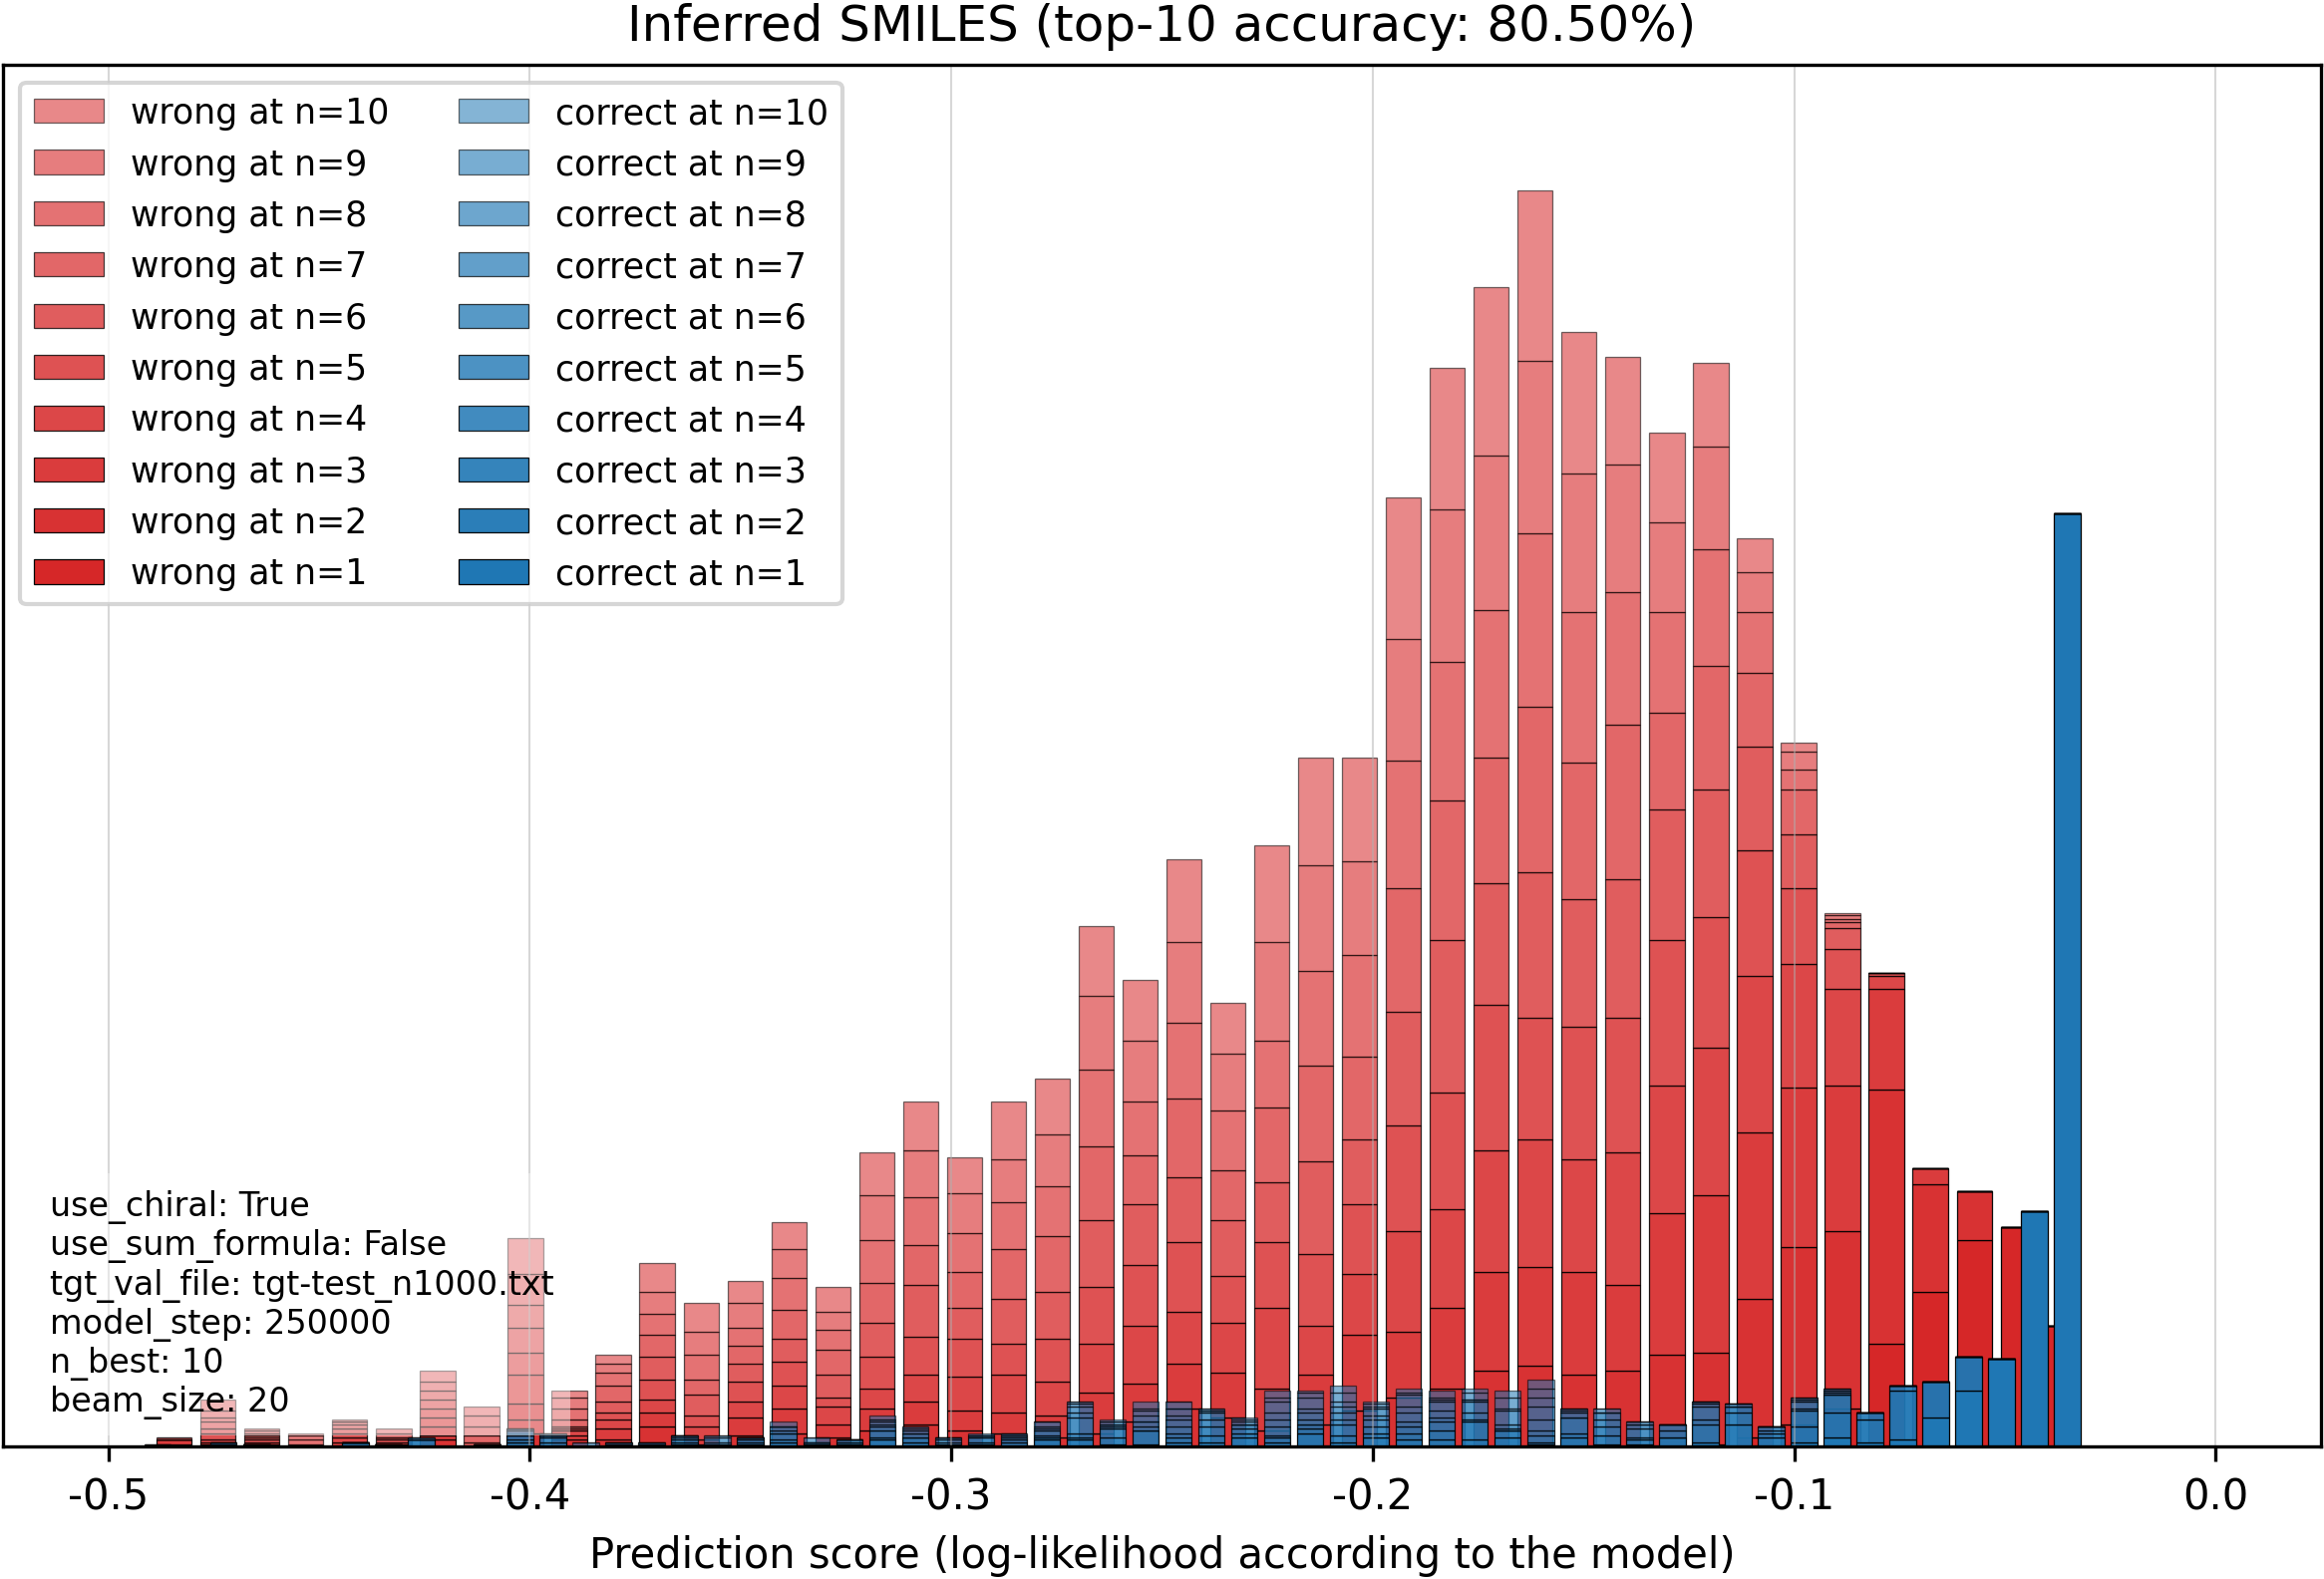 Inferred SMILES (top-10 accuracy: 80.50%)
wrong at n=10
wrong at n=9
wrong at n=8
wrong at n=7
wrong at n=6
wrong at n=5
wrong at n=4
wrong at n=3
wrong at n=2
wrong at n=1
correct at n=10
correct at n=9
correct at n=8
correct at n=7
correct at n=6
correct at n=5
correct at n=4
correct at n=3
correct at n=2
correct at n=1
use_chiral: True
use_sum_formula: False
tgt_val_file: tgt-test_n1000.txt
model_step: 250000
n_best: 10
beam_size: 20
-0.5 -0.4 -0.3 -0.2 -0.1 0.0
Prediction score (log-likelihood according to the model)